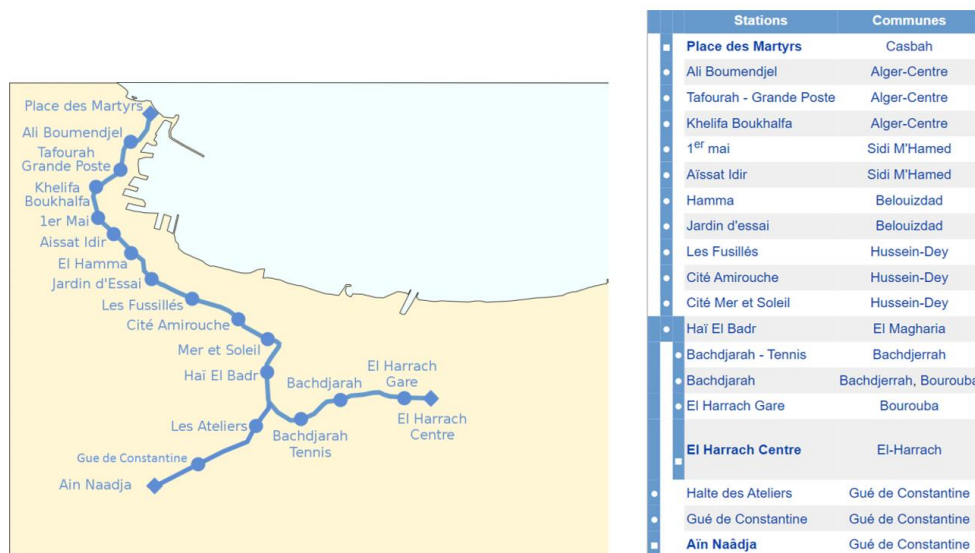 Place des Martyrs
Ali Boumendjel
Tafourah
Grande Poste
Khelifa
Boukhalfa
1er Mai
Aissat Idir
El Hamma
Jardin d'Essai
Les Fussillés
Cité Amirouche
Mer et Soleil
Haï El Badr
El Harrach
Gare
Bachdjarah
Les Ateliers
Bachdjarah
Tennis
El Harrach
Centre
Gue de Constantine
Ain Naadja
Stations Communes
Place des Martyrs Casbah
Ali Boumendjel Alger-Centre
Tafourah - Grande Poste Alger-Centre
Khelifa Boukhalfa Alger-Centre
1er mai Sidi M'Hamed
Aïssat Idir Sidi M'Hamed
Hamma Belouizdad
Jardin d'essai Belouizdad
Les Fusillés Hussein-Dey
Cité Amirouche Hussein-Dey
Cité Mer et Soleil Hussein-Dey
Haï El Badr El Magharia
Bachdjarah - Tennis Bachdjerrah
Bachdjarah Bachdjerrah, Bourouba
El Harrach Gare Bourouba
El Harrach Centre El-Harrach
Halte des Ateliers Gué de Constantine
Gué de Constantine Gué de Constantine
Aïn Naâdja Gué de Constantine